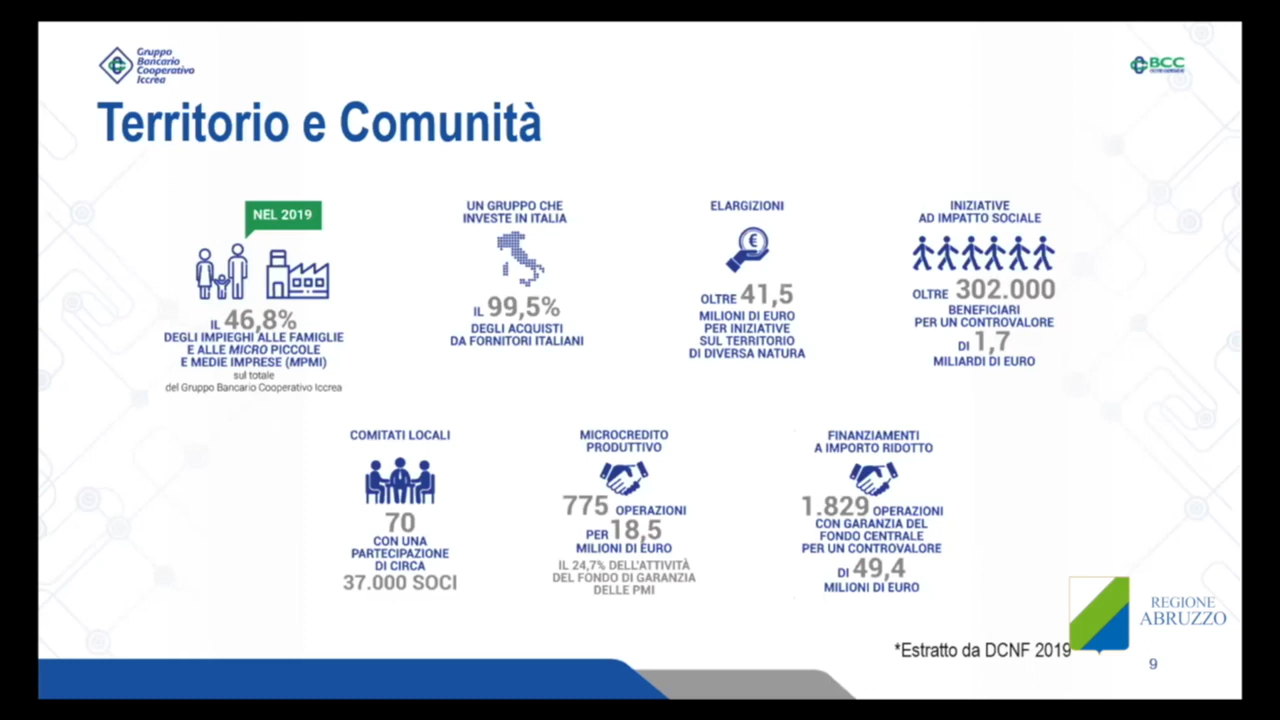 Gruppo
Bancario
Cooperativo
Iccrea
BCC
Territorio e Comunità
NEL 2019
IL 46,8%
DEGLI IMPIEGHI ALLE FAMIGLIE
E ALLE MICRO PICCOLE
E MEDIE IMPRESE (MPMI)
sul totale
del Gruppo Bancario Cooperativo Iccrea
UN GRUPPO CHE
INVESTE IN ITALIA
IL 99,5%
DEGLI ACQUISTI
DA FORNITORI ITALIANI
ELARGIZIONI
€
OLTRE 41,5
MILIONI DI EURO
PER INIZIATIVE
SUL TERRITORIO
DI DIVERSA NATURA
INIZIATIVE
AD IMPATTO SOCIALE
OLTRE 302.000
BENEFICIARI
PER UN CONTROVALORE
DI 1,7
MILIARDI DI EURO
COMITATI LOCALI
70
CON UNA
PARTECIPAZIONE
DI CIRCA
37.000 SOCI
MICROCREDITO
PRODUTTIVO
775 OPERAZIONI
PER 18,5
MILIONI DI EURO
IL 24,7% DELL'ATTIVITÀ
DEL FONDO DI GARANZIA
DELLE PMI
FINANZIAMENTI
A IMPORTO RIDOTTO
1.829 OPERAZIONI
CON GARANZIA DEL
FONDO CENTRALE
PER UN CONTROVALORE
DI 49,4
MILIONI DI EURO
REGIONE
ABRUZZO
*Estratto da DCNF 2019
9